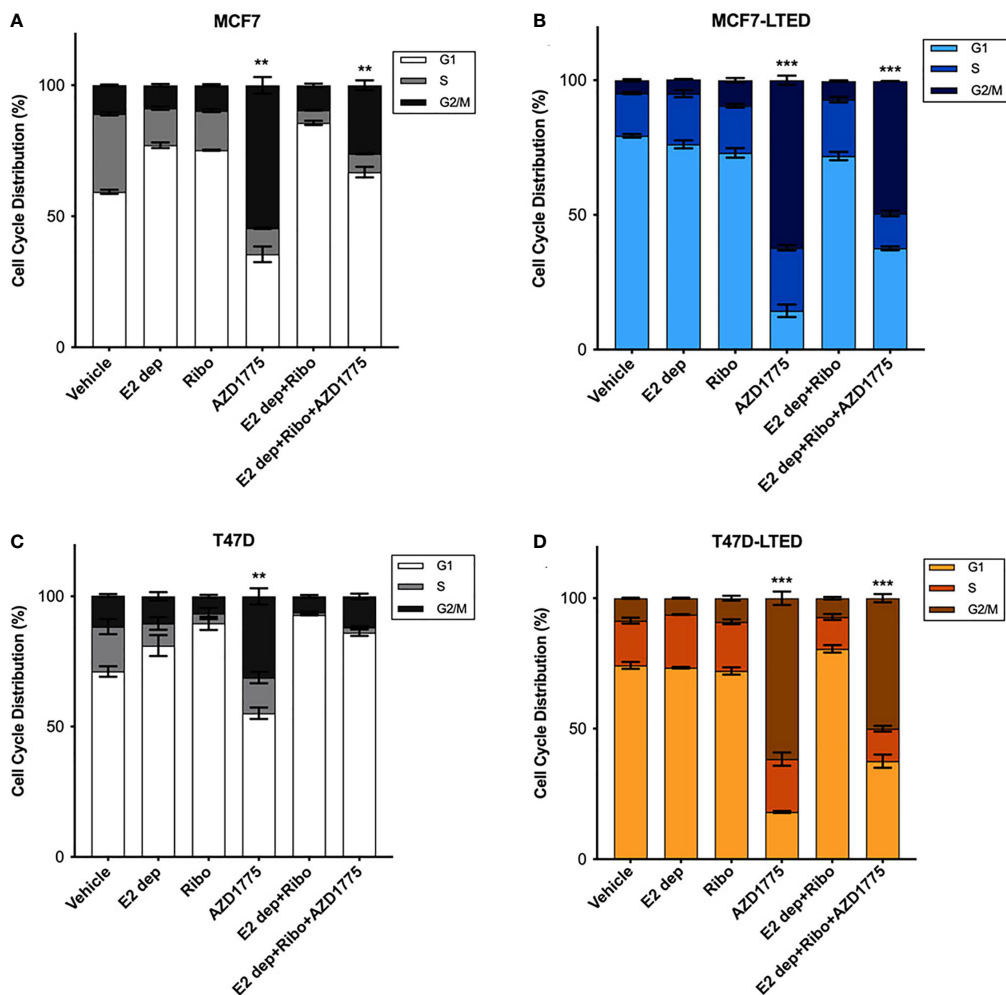 A
MCF7
Cell Cycle Distribution (%)
100
50
0
**
**
G1
S
G2/M
Vehicle
E2 dep
Ribo
AZD1775
E2 dep+Ribo
E2 dep+Ribo+AZD1775
B
MCF7-LTED
Cell Cycle Distribution (%)
100
50
0
***
***
G1
S
G2/M
Vehicle
E2 dep
Ribo
AZD1775
E2 dep+Ribo
E2 dep+Ribo+AZD1775
C
T47D
Cell Cycle Distribution (%)
100
50
0
**
G1
S
G2/M
Vehicle
E2 dep
Ribo
AZD1775
E2 dep+Ribo
E2 dep+Ribo+AZD1775
D
T47D-LTED
Cell Cycle Distribution (%)
100
50
0
***
***
G1
S
G2/M
Vehicle
E2 dep
Ribo
AZD1775
E2 dep+Ribo
E2 dep+Ribo+AZD1775